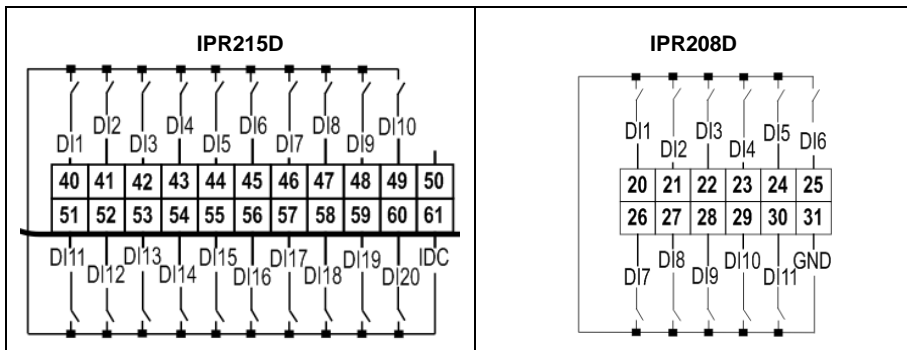 IPR215D
DI1 DI2 DI3 DI4 DI5 DI6 DI7 DI8 DI9 DI10
40 41 42 43 44 45 46 47 48 49 50
51 52 53 54 55 56 57 58 59 60 61
DI11 DI12 DI13 DI14 DI15 DI16 DI17 DI18 DI19 DI20 IDC
IPR208D
DI1 DI2 DI3 DI4 DI5 DI6
20 21 22 23 24 25
26 27 28 29 30 31
DI7 DI8 DI9 DI10 DI11 GND